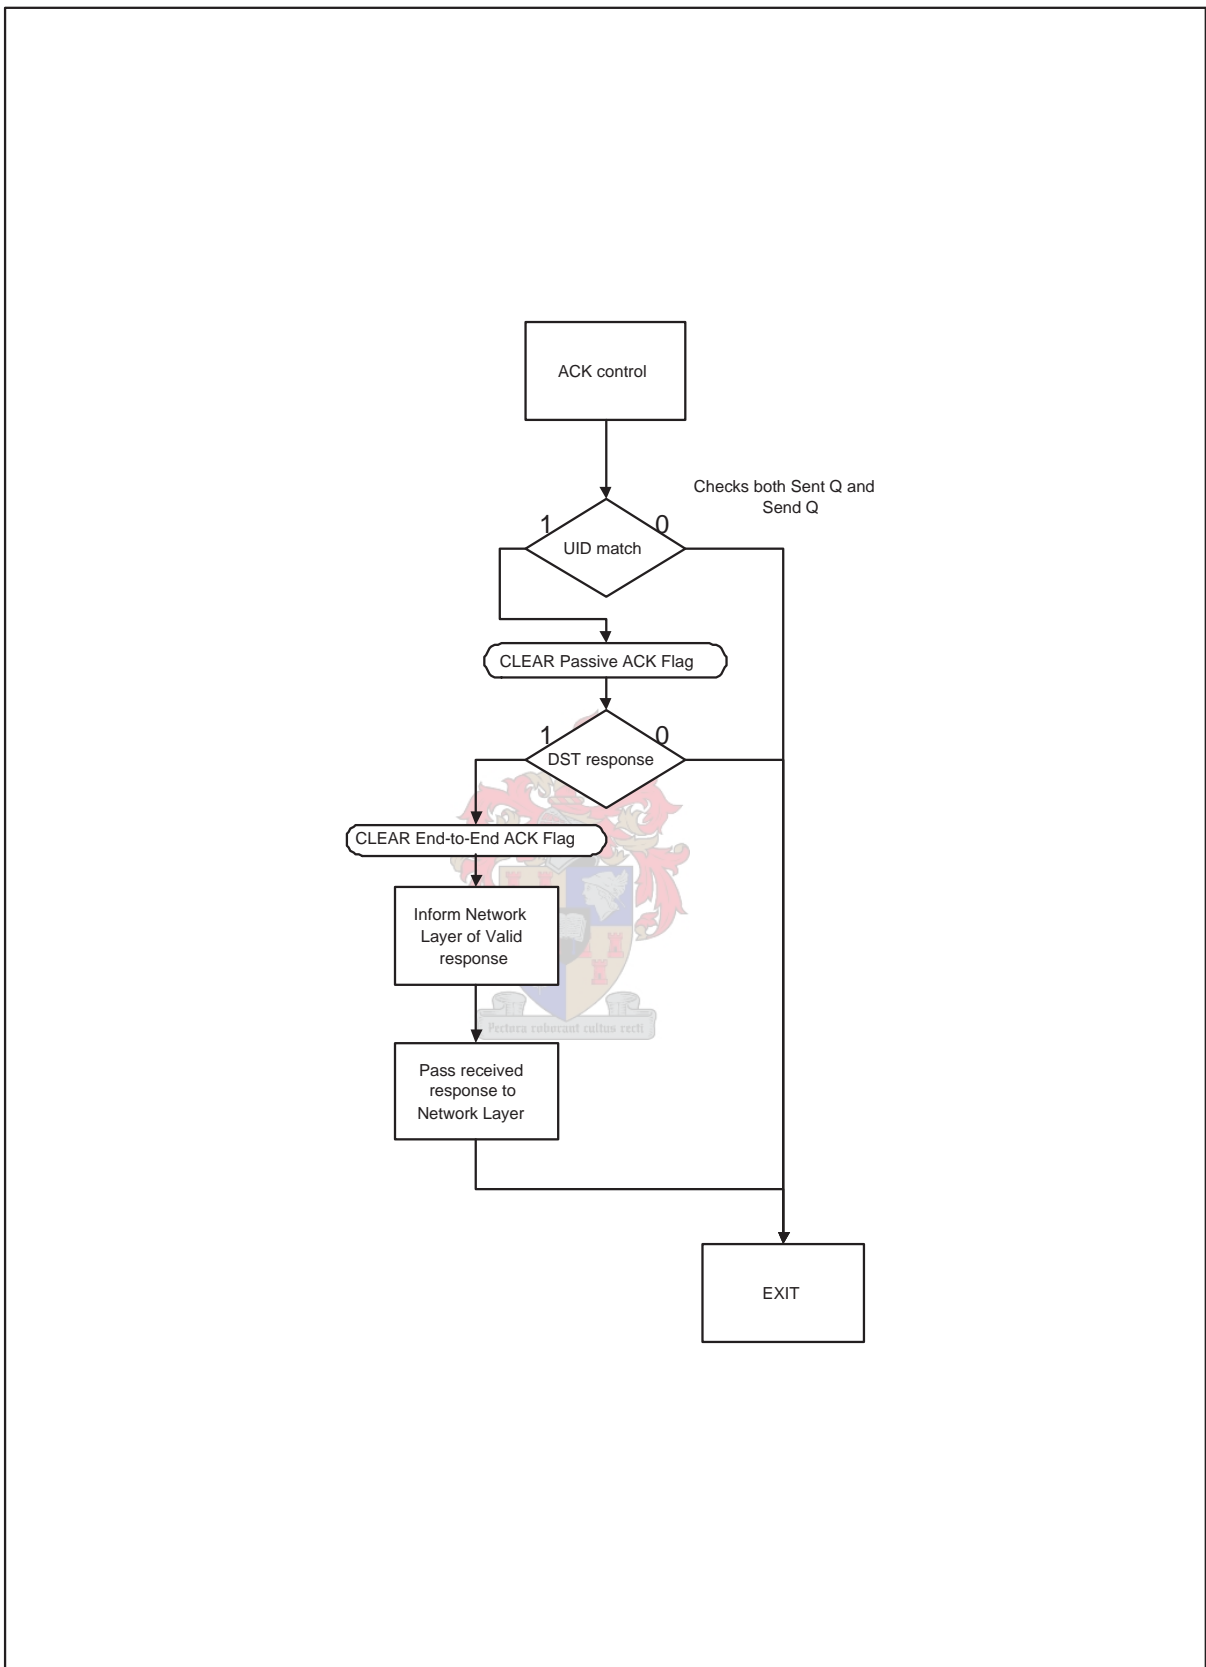 ACK control
Checks both Sent Q and
Send Q
1
0
UID match
CLEAR Passive ACK Flag
1
0
DST response
CLEAR End-to-End ACK Flag
Inform Network
Layer of Valid
response
Pectora roborant cultus recti
Pass received
response to
Network Layer
EXIT